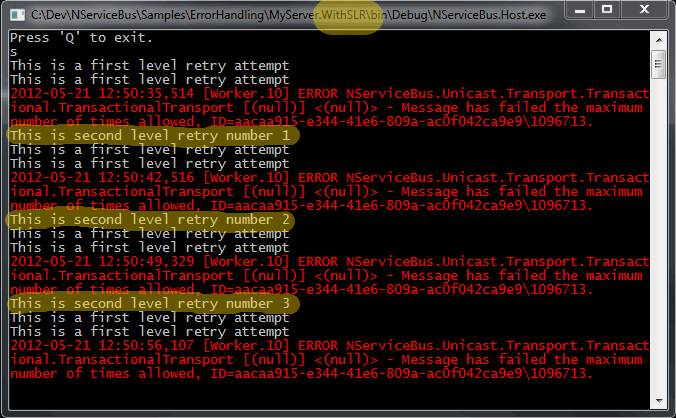 C:\Dev\NServiceBus\Samples\ErrorHandling\MyServer.WithSLR\bin\Debug\NServiceBus.Host.exe
Press 'Q' to exit.
s
This is a first level retry attempt
This is a first level retry attempt
2012-05-21 12:50:35,514 [Worker.10] ERROR NServiceBus.Unicast.Transport.Transact
ional.TransactionalTransport [(null)] <(null)> - Message has failed the maximum
number of times allowed, ID=aacaa915-e344-41e6-809a-ac0f042ca9e9\1096713.
This is second level retry number 1
This is a first level retry attempt
This is a first level retry attempt
2012-05-21 12:50:42,516 [Worker.10] ERROR NServiceBus.Unicast.Transport.Transact
ional.TransactionalTransport [(null)] <(null)> - Message has failed the maximum
number of times allowed, ID=aacaa915-e344-41e6-809a-ac0f042ca9e9\1096713.
This is second level retry number 2
This is a first level retry attempt
This is a first level retry attempt
2012-05-21 12:50:49,329 [Worker.10] ERROR NServiceBus.Unicast.Transport.Transact
ional.TransactionalTransport [(null)] <(null)> - Message has failed the maximum
number of times allowed, ID=aacaa915-e344-41e6-809a-ac0f042ca9e9\1096713.
This is second level retry number 3
This is a first level retry attempt
This is a first level retry attempt
2012-05-21 12:50:56,107 [Worker.10] ERROR NServiceBus.Unicast.Transport.Transact
ional.TransactionalTransport [(null)] <(null)> - Message has failed the maximum
number of times allowed, ID=aacaa915-e344-41e6-809a-ac0f042ca9e9\1096713.